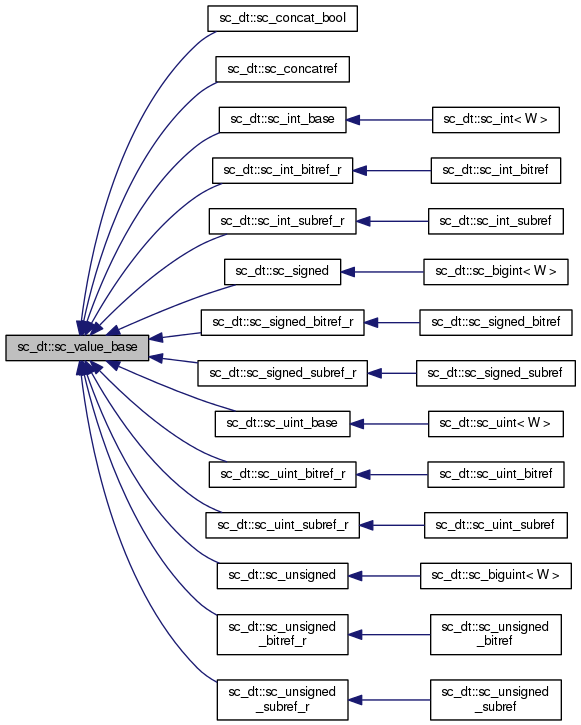 sc_dt::sc_concat_bool
sc_dt::sc_concatref
sc_dt::sc_int_base
sc_dt::sc_int< W >
sc_dt::sc_int_bitref_r
sc_dt::sc_int_bitref
sc_dt::sc_int_subref_r
sc_dt::sc_int_subref
sc_dt::sc_signed
sc_dt::sc_bigint< W >
sc_dt::sc_signed_bitref_r
sc_dt::sc_signed_bitref
sc_dt::sc_value_base
sc_dt::sc_signed_subref_r
sc_dt::sc_signed_subref
sc_dt::sc_uint_base
sc_dt::sc_uint< W >
sc_dt::sc_uint_bitref_r
sc_dt::sc_uint_bitref
sc_dt::sc_uint_subref_r
sc_dt::sc_uint_subref
sc_dt::sc_unsigned
sc_dt::sc_biguint< W >
sc_dt::sc_unsigned
_bitref_r
sc_dt::sc_unsigned
_bitref
sc_dt::sc_unsigned
_subref_r
sc_dt::sc_unsigned
_subref